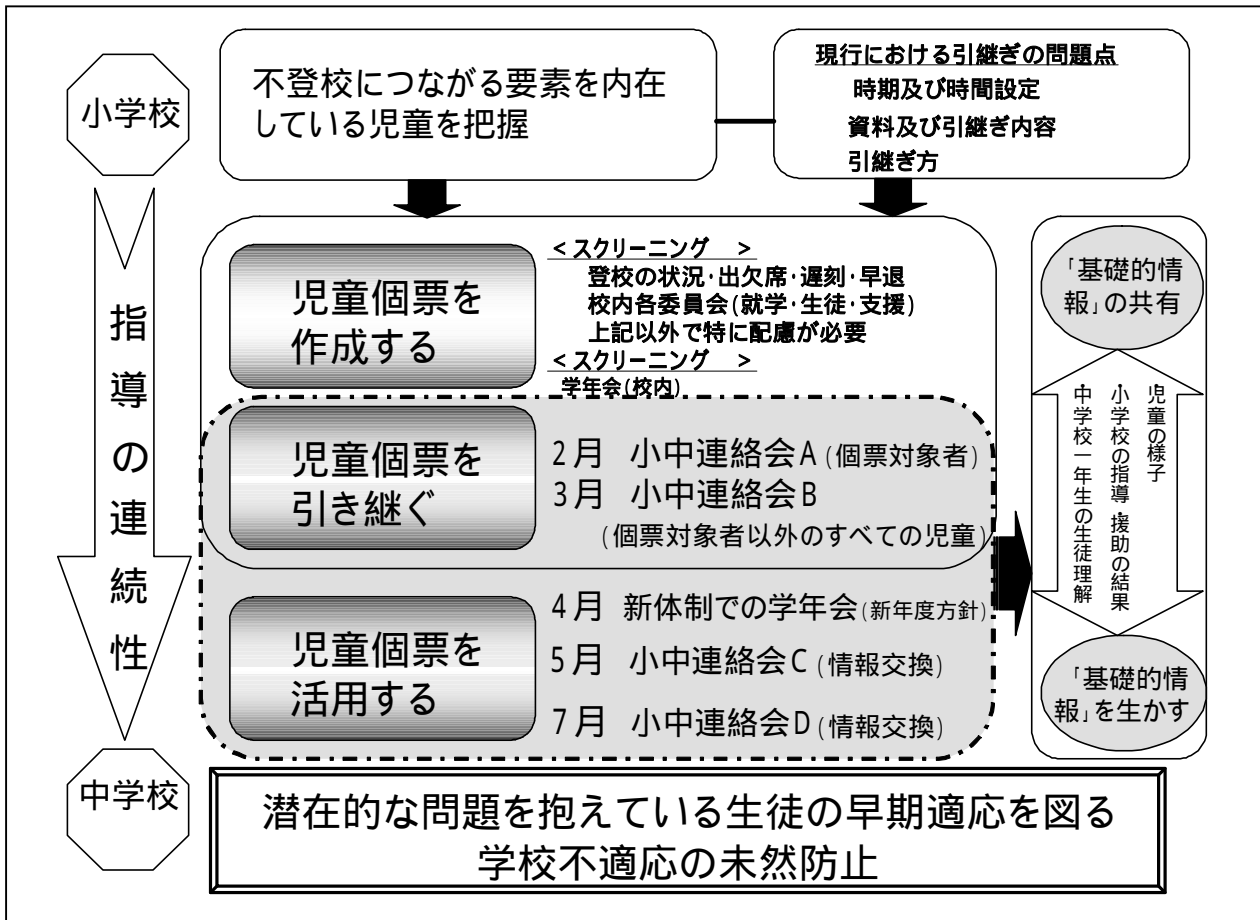 小学校
不登校につながる要素を内在
している児童を把握
現行における引継ぎの問題点
時期及び時間設定
資料及び引継ぎ内容
引継ぎ方
指導の連続性
児童個票を
作成する
<スクリーニング >
登校の状況・出欠席・遅刻・早退
校内各委員会(就学・生徒・支援)
上記以外で特に配慮が必要
<スクリーニング >
学年会(校内)
児童個票を
引き継ぐ
2月 小中連絡会A(個票対象者)
3月 小中連絡会B
(個票対象者以外のすべての児童)
児童個票を
活用する
4月 新体制での学年会(新年度方針)
5月 小中連絡会C(情報交換)
7月 小中連絡会D(情報交換)
「基礎的情
報」の共有
児童の様子
小学校の指導・援助の結果
中学校一年生の生徒理解
「基礎的情
報」を生かす
中学校
潜在的な問題を抱えている生徒の早期適応を図る
学校不適応の未然防止